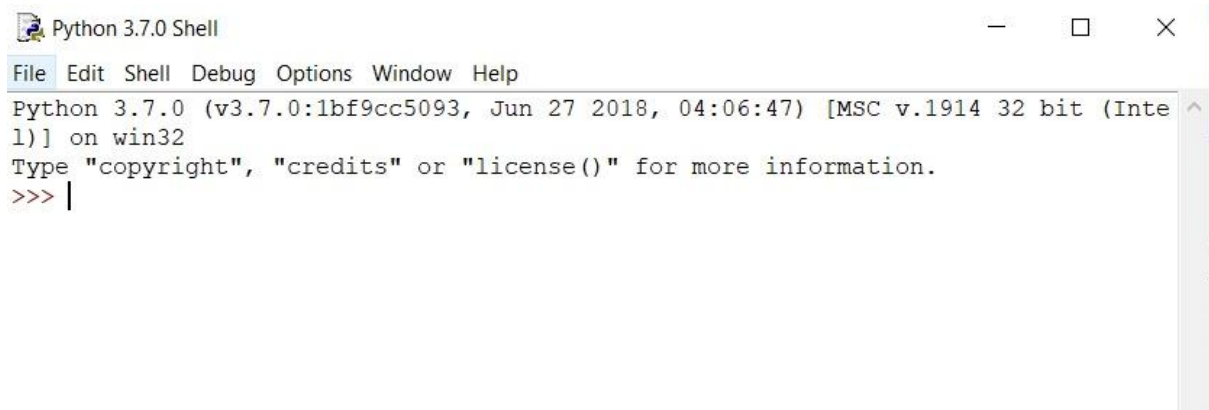 Python 3.7.0 Shell
File Edit Shell Debug Options Window Help
Python 3.7.0 (v3.7.0:1bf9cc5093, Jun 27 2018, 04:06:47) [MSC v.1914 32 bit (Inte
l)] on win32
Type "copyright", "credits" or "license()" for more information.
>>>